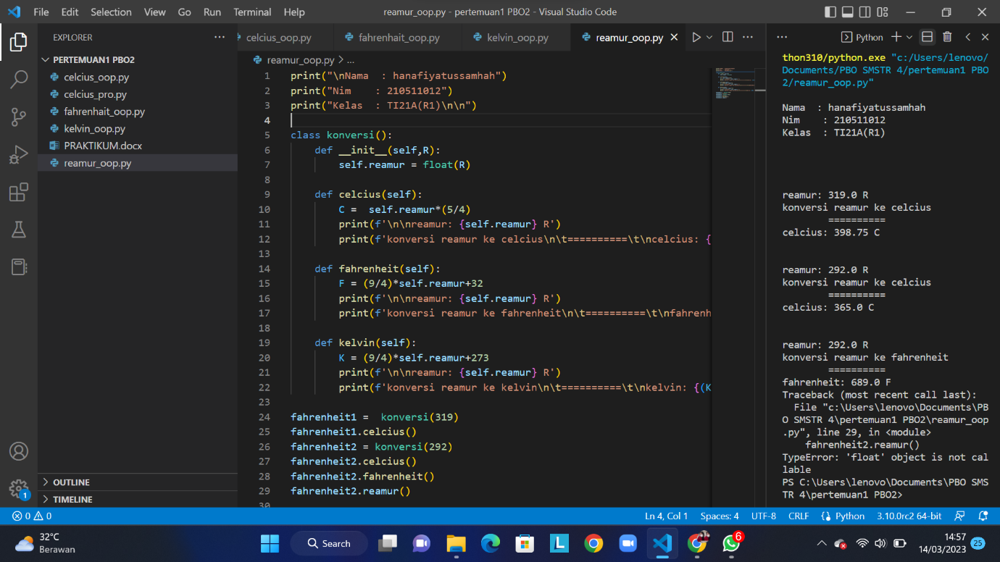 File Edit Selection View Go Run Terminal Help
reamur_oop.py - pertemuan1 PBO2 - Visual Studio Code
EXPLORER
PERTEMUAN1 PBO2
celcius_oop.py
celcius_pro.py
fahrenhait_oop.py
kelvin_oop.py
PRAKTIKUM.docx
reamur_oop.py
OUTLINE
TIMELINE
celcius_oop.py fahrenhait_oop.py kelvin_oop.py reamur_oop.py
reamur_oop.py > ...
1 print("\nNama  : hanafiyatussamhah")
2 print("Nim    : 210511012")
3 print("Kelas  : TI21A(R1)\n\n")
4
5 class konversi():
6     def __init__(self,R):
7         self.reamur = float(R)
8
9     def celcius(self):
10         C =  self.reamur*(5/4)
11         print(f'\n\nreamur: {self.reamur} R')
12         print(f'konversi reamur ke celcius\n\t==========\t\ncelcius: {
13
14     def fahrenheit(self):
15         F = (9/4)*self.reamur+32
16         print(f'\n\nreamur: {self.reamur} R')
17         print(f'konversi reamur ke fahrenheit\n\t==========\t\nfahrenh
18
19     def kelvin(self):
20         K = (9/4)*self.reamur+273
21         print(f'\n\nreamur: {self.reamur} R')
22         print(f'konversi reamur ke kelvin\n\t==========\t\nkelvin: {(K
23
24 fahrenheit1 =  konversi(319)
25 fahrenheit1.celcius()
26 fahrenheit2 = konversi(292)
27 fahrenheit2.celcius()
28 fahrenheit2.fahrenheit()
29 fahrenheit2.reamur()
30
Python
thon310/python.exe "c:/Users/lenovo/
Documents/PBO SMSTR 4/pertemuan1 PBO
2/reamur_oop.py"
Nama  : hanafiyatussamhah
Nim    : 210511012
Kelas  : TI21A(R1)
reamur: 319.0 R
konversi reamur ke celcius
==========
celcius: 398.75 C
reamur: 292.0 R
konversi reamur ke celcius
==========
celcius: 365.0 C
reamur: 292.0 R
konversi reamur ke fahrenheit
==========
fahrenheit: 689.0 F
Traceback (most recent call last):
  File "c:\Users\lenovo\Documents\PB
O SMSTR 4\pertemuan1 PBO2\reamur_oop
.py", line 29, in <module>
    fahrenheit2.reamur()
TypeError: 'float' object is not cal
lable
PS C:\Users\lenovo\Documents\PBO SMS
TR 4\pertemuan1 PBO2>
1
0 0 Ln 4, Col 1 Spaces: 4 UTF-8 CRLF Python 3.10.0rc2 64-bit
32°C
Berawan
Search
L
6
14:57
14/03/2023
25